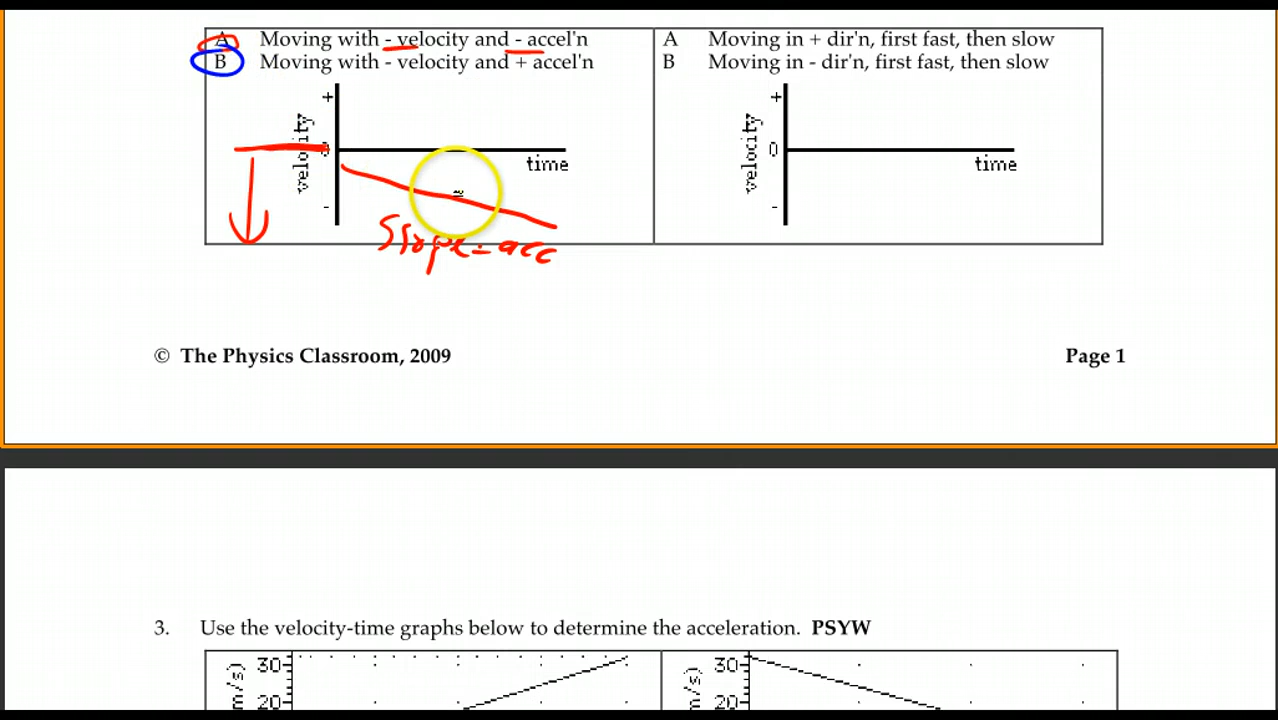 A Moving with - velocity and - accel'n
B Moving with - velocity and + accel'n
+
velocity
0
time
-
Slope = acc
A Moving in + dir'n, first fast, then slow
B Moving in - dir'n, first fast, then slow
+
velocity
0
time
-
© The Physics Classroom, 2009
Page 1
3. Use the velocity-time graphs below to determine the acceleration. PSYW
30
m/s)
20
30
m/s)
20